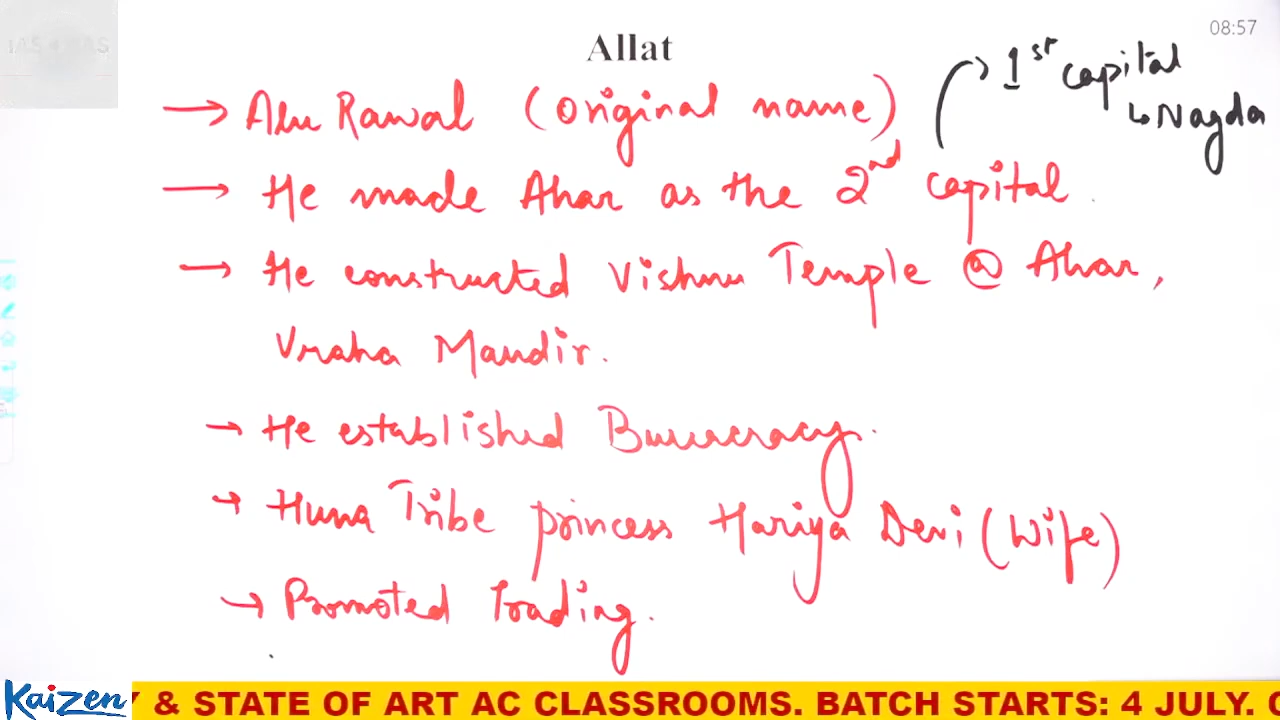 08:57
Allat
→ Alu Rawal (Original name)
→ 1st capital
↳ Nagda
→ He made Ahar as the 2nd capital.
→ He constructed Vishnu Temple @ Ahar,
Vraha Mandir.
→ He established Bureacracy.
→ Huna Tribe princess Hariya Devi (Wife)
→ Promoted trading.
Kaizen
Y & STATE OF ART AC CLASSROOMS. BATCH STARTS: 4 JULY.